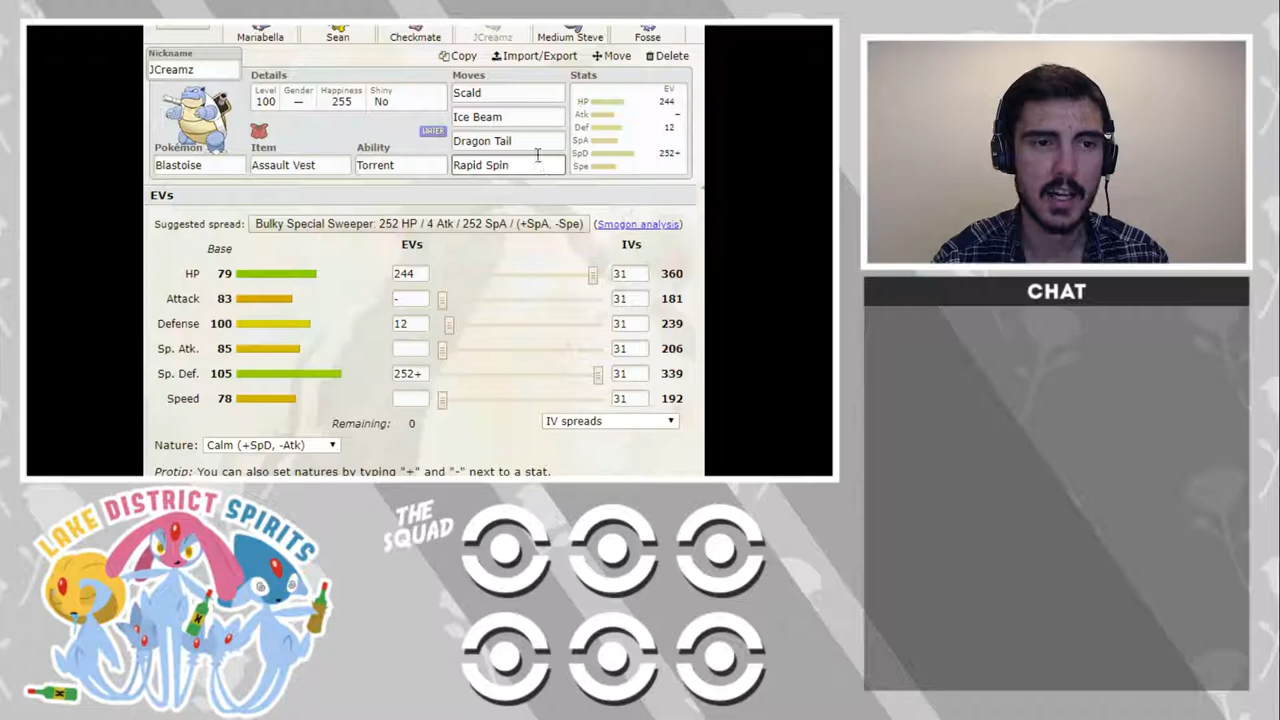 Mariabella Sean Checkmate JCreamz Medium Steve Fosse
Nickname
JCreamz
Copy Import/Export Move Delete
Details
Level Gender Happiness Shiny
100 — 255 No
Moves
Scald
Ice Beam
Dragon Tail
Rapid Spin
Stats
EV
HP 244
Atk –
Def 12
SpA
SpD 252+
Spe
WATER
Pokémon Item Ability
Blastoise Assault Vest Torrent
EVs
Suggested spread: Bulky Special Sweeper: 252 HP / 4 Atk / 252 SpA / (+SpA, -Spe) (Smogon analysis)
Base EVs IVs
HP 79 244 31 360
Attack 83 - 31 181
Defense 100 12 31 239
Sp. Atk. 85 31 206
Sp. Def. 105 252+ 31 339
Speed 78 31 192
Remaining: 0 IV spreads
Nature: Calm (+SpD, -Atk)
Protip: You can also set natures by typing "+" and "-" next to a stat.
CHAT
LAKE DISTRICT SPIRITS
THE
SQUAD